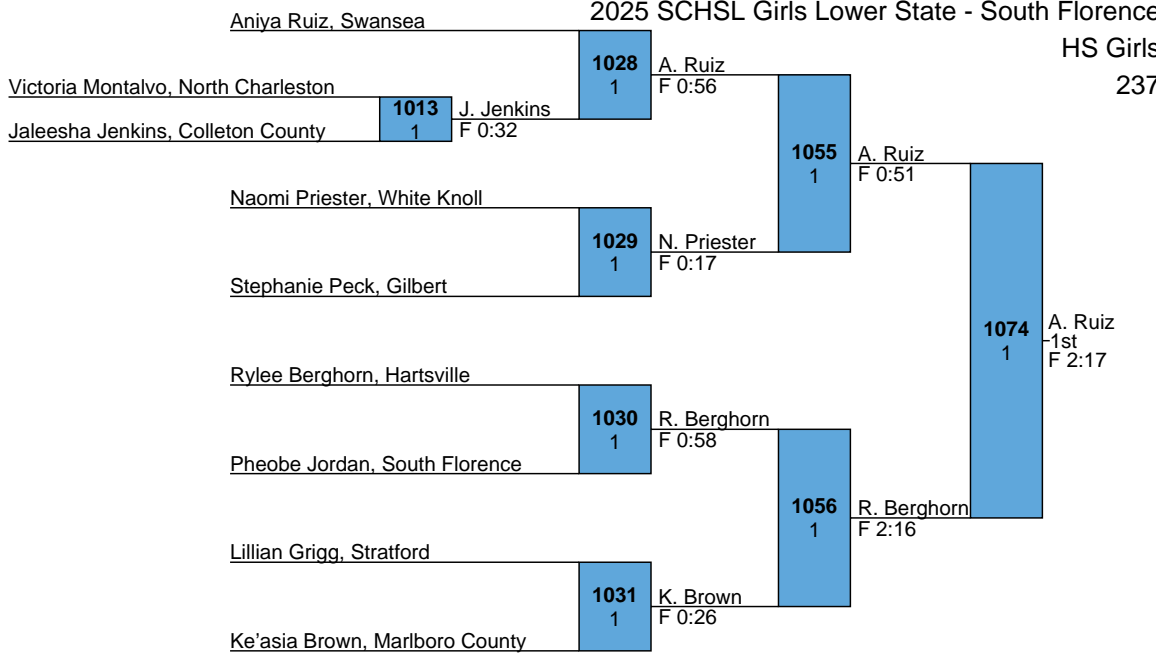 2025 SCHSL Girls Lower State - South Florence
HS Girls
237
Aniya Ruiz, Swansea
1028
1
A. Ruiz
F 0:56
Victoria Montalvo, North Charleston
1013
1
J. Jenkins
F 0:32
Jaleesha Jenkins, Colleton County
1055
1
A. Ruiz
F 0:51
Naomi Priester, White Knoll
1029
1
N. Priester
F 0:17
Stephanie Peck, Gilbert
1074
1
A. Ruiz
1st
F 2:17
Rylee Berghorn, Hartsville
1030
1
R. Berghorn
F 0:58
Pheobe Jordan, South Florence
1056
1
R. Berghorn
F 2:16
Lillian Grigg, Stratford
1031
1
K. Brown
F 0:26
Ke'asia Brown, Marlboro County